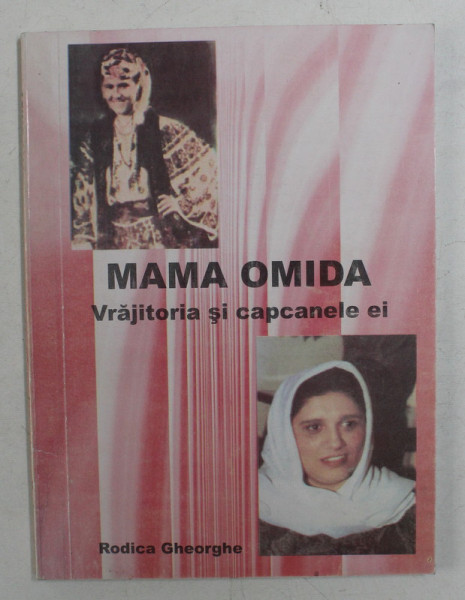 MAMA OMIDA
Vrăjitoria şi capcanele ei
Rodica Gheorghe